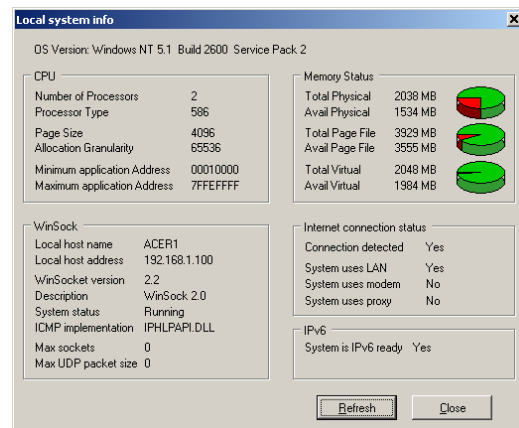 Local system info
OS Version: Windows NT 5.1 Build 2600 Service Pack 2
CPU
Number of Processors 2
Processor Type 586
Page Size 4096
Allocation Granularity 65536
Minimum application Address 00010000
Maximum application Address 7FFEFFFF
Memory Status
Total Physical 2038 MB
Avail Physical 1534 MB
Total Page File 3929 MB
Avail Page File 3555 MB
Total Virtual 2048 MB
Avail Virtual 1984 MB
WinSock
Local host name ACER1
Local host address 192.168.1.100
WinSocket version 2.2
Description WinSock 2.0
System status Running
ICMP implementation IPHLPAPI.DLL
Max sockets 0
Max UDP packet size 0
Internet connection status
Connection detected Yes
System uses LAN Yes
System uses modem No
System uses proxy No
IPv6
System is IPv6 ready Yes
Refresh
Close